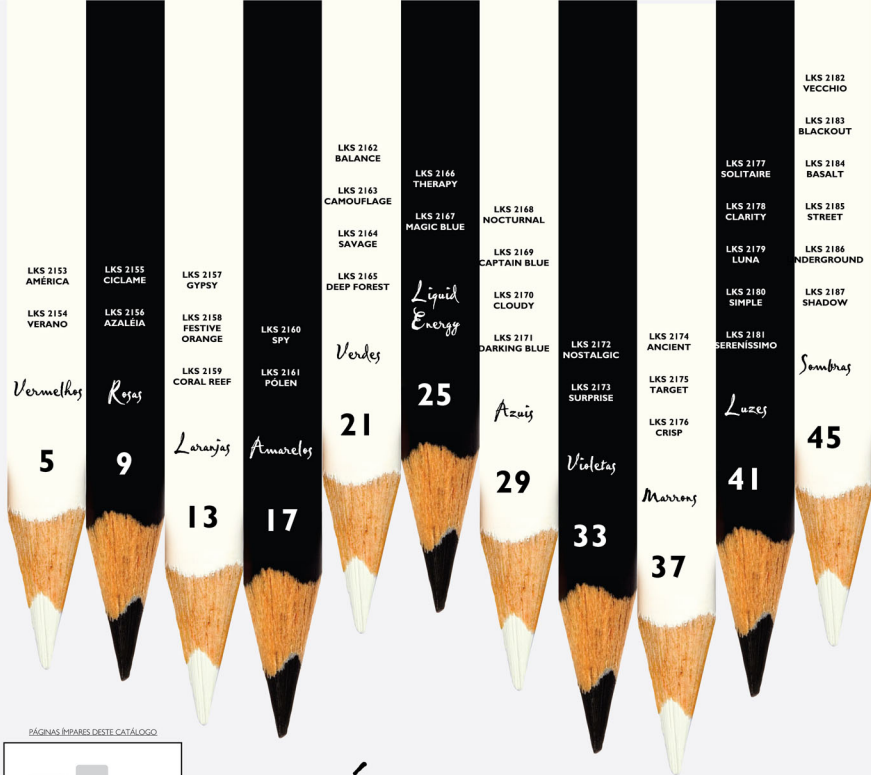 LKS 2153
AMÉRICA
LKS 2154
VERANO
Vermelhos
5
LKS 2155
CICLAME
LKS 2156
AZALÉIA
Rosas
9
LKS 2157
GYPSY
LKS 2158
FESTIVE
ORANGE
LKS 2159
CORAL REEF
Laranjas
13
LKS 2160
SPY
LKS 2161
PÓLEN
Amarelos
17
LKS 2162
BALANCE
LKS 2163
CAMOUFLAGE
LKS 2164
SAVAGE
LKS 2165
DEEP FOREST
Verdes
21
LKS 2166
THERAPY
LKS 2167
MAGIC BLUE
Liquid
Energy
25
LKS 2168
NOCTURNAL
LKS 2169
CAPTAIN BLUE
LKS 2170
CLOUDY
LKS 2171
DARKING BLUE
Azuis
29
LKS 2172
NOSTALGIC
LKS 2173
SURPRISE
Violetas
33
LKS 2174
ANCIENT
LKS 2175
TARGET
LKS 2176
CRISP
Marrons
37
LKS 2177
SOLITAIRE
LKS 2178
CLARITY
LKS 2179
LUNA
LKS 2180
SIMPLE
LKS 2181
SERENÍSSIMO
Luzes
41
LKS 2182
VECCHIO
LKS 2183
BLACKOUT
LKS 2184
BASALT
LKS 2185
STREET
LKS 2186
NDERGROUND
LKS 2187
SHADOW
Sombras
45
PÁGINAS ÍMPARES DESTE CATÁLOGO